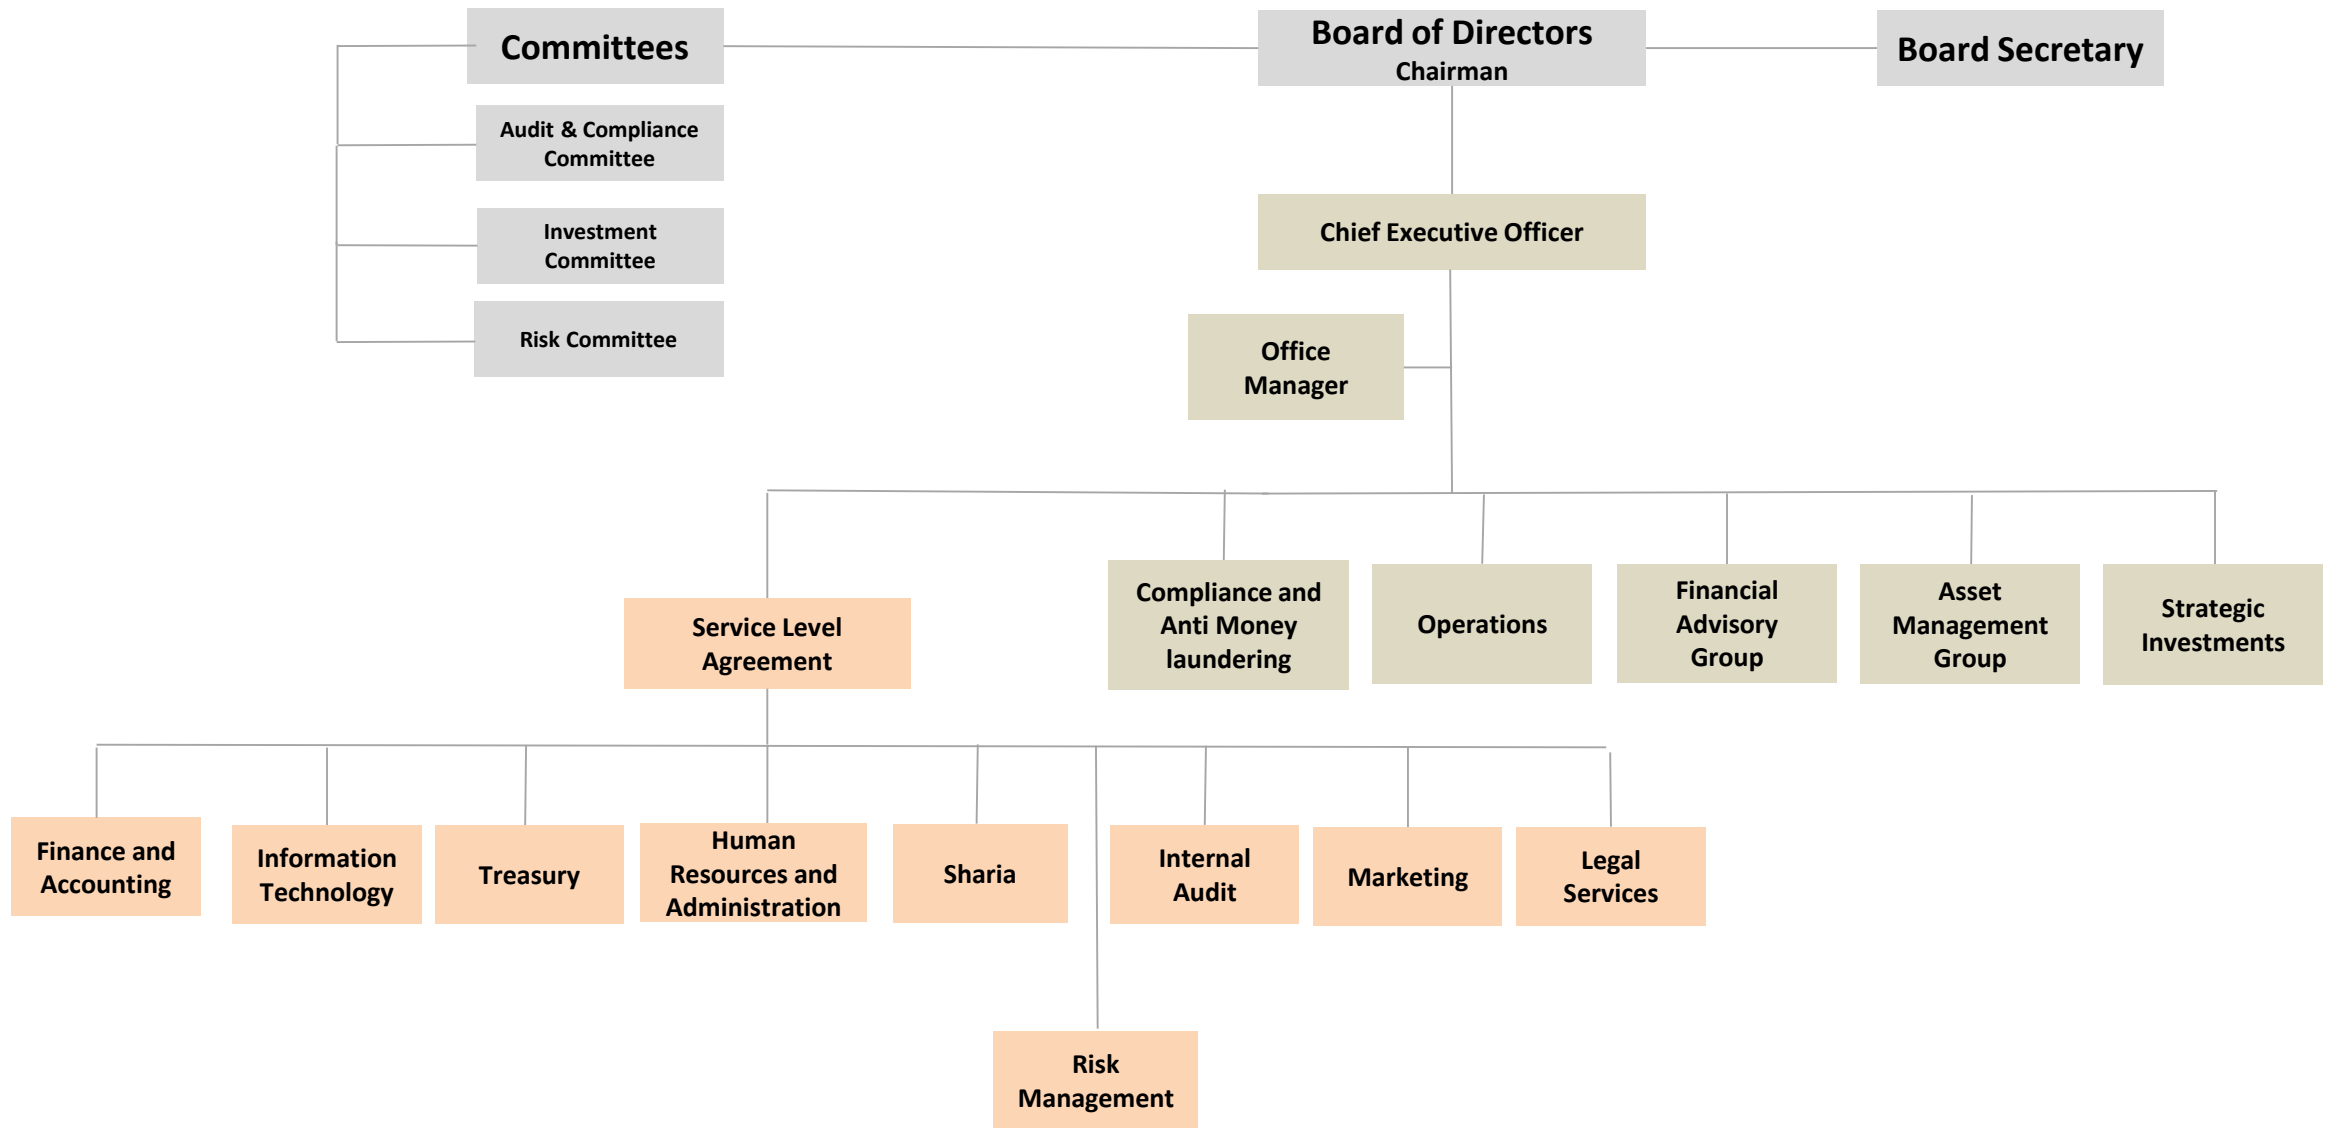 Committees
Board of Directors
Chairman
Board Secretary
Audit & Compliance
Committee
Investment
Committee
Risk Committee
Chief Executive Officer
Office
Manager
Service Level
Agreement
Compliance and
Anti Money
laundering
Operations
Financial
Advisory
Group
Asset
Management
Group
Strategic
Investments
Finance and
Accounting
Information
Technology
Treasury
Human
Resources and
Administration
Sharia
Internal
Audit
Marketing
Legal
Services
Risk
Management